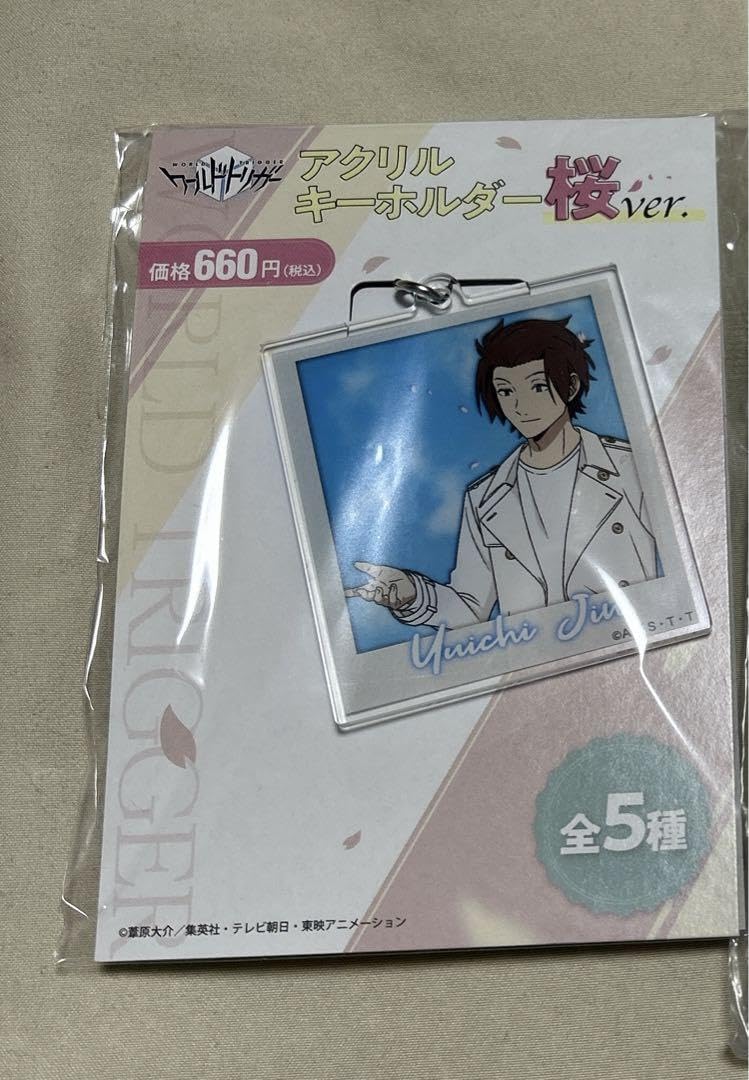 WORLD TRIGGER
ワールドトリガー
アクリル
キーホルダー桜ver.
価格660円(税込)
WORLD TRIGGER
Yuichi
S・T・T
全5種
©葦原大介/集英社・テレビ朝日・東映アニメーション